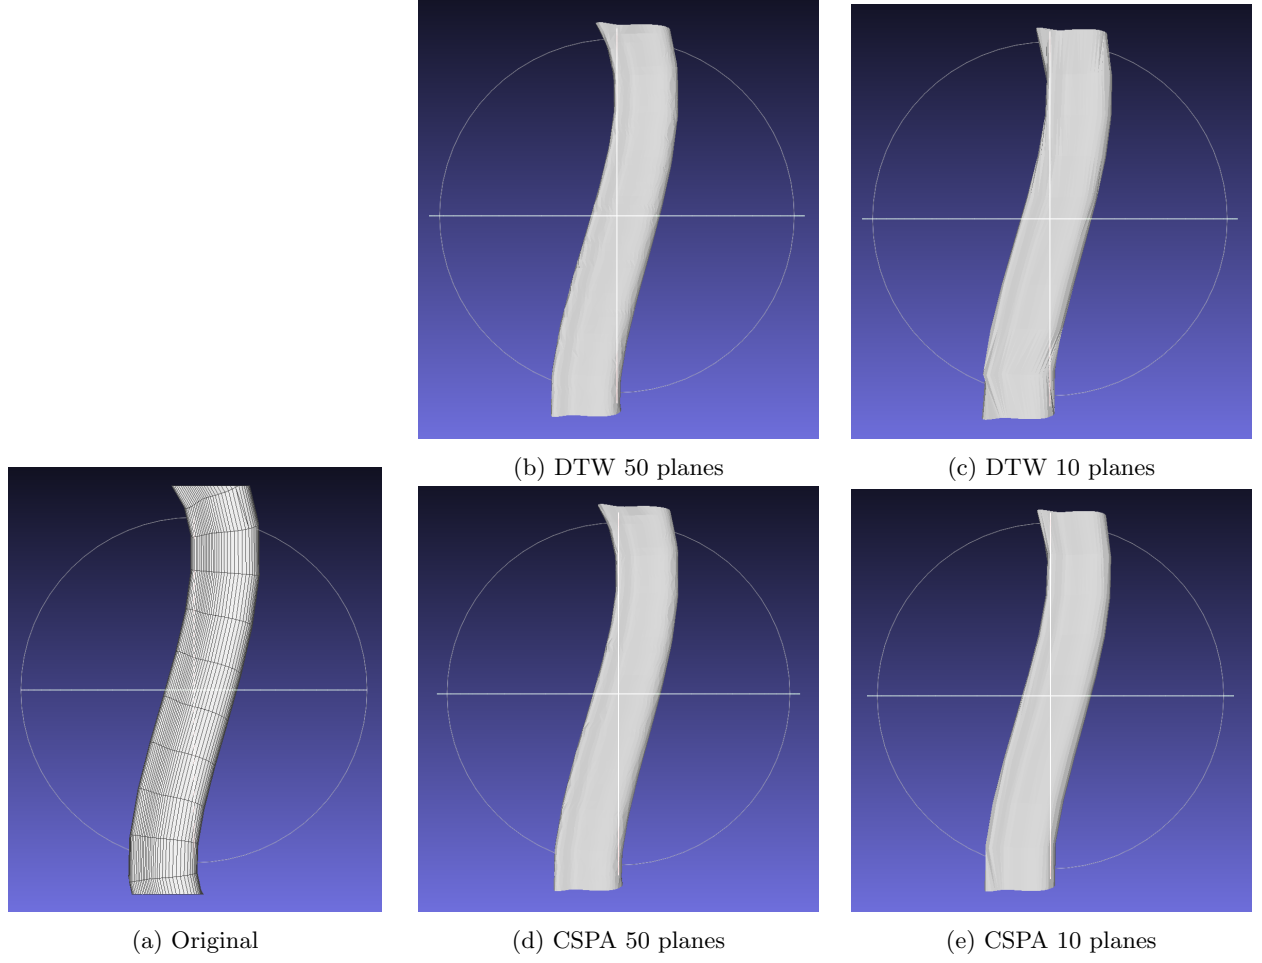 (b) DTW 50 planes
(c) DTW 10 planes
(a) Original
(d) CSPA 50 planes
(e) CSPA 10 planes